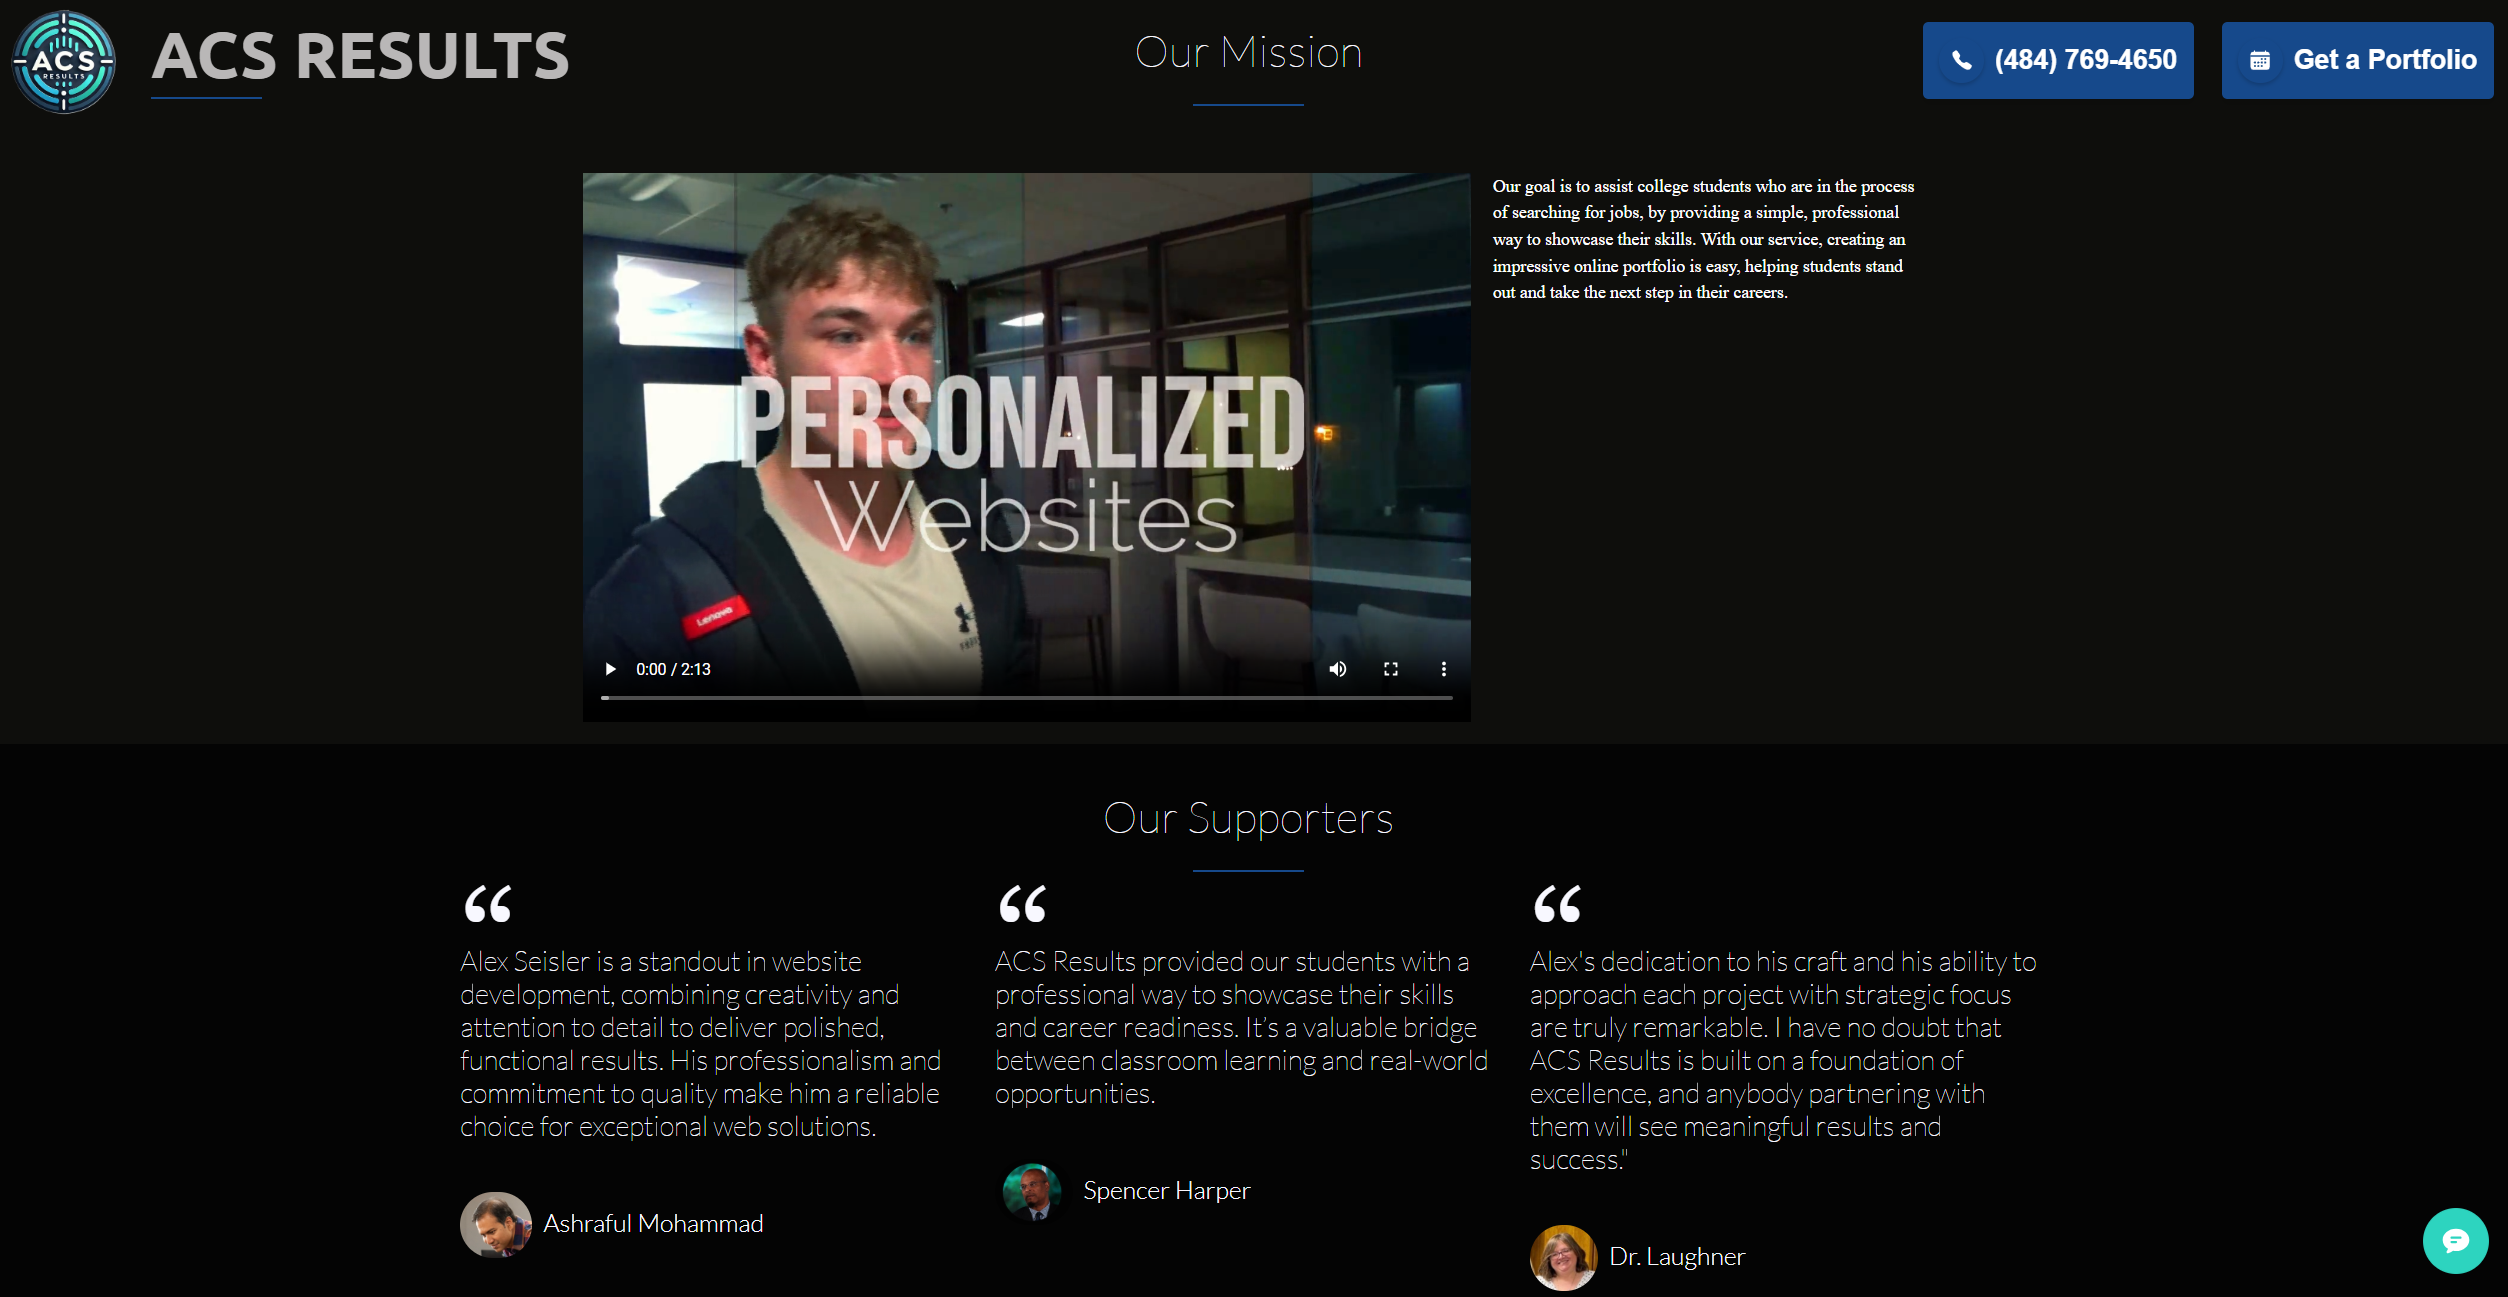 ACS
RESULTS
ACS RESULTS
Our Mission
(484) 769-4650
Get a Portfolio
PERSONALIZED
Websites
Lenovo
0:00 / 2:13
Our goal is to assist college students who are in the process
of searching for jobs, by providing a simple, professional
way to showcase their skills. With our service, creating an
impressive online portfolio is easy, helping students stand
out and take the next step in their careers.
Our Supporters
“
Alex Seisler is a standout in website
development, combining creativity and
attention to detail to deliver polished,
functional results. His professionalism and
commitment to quality make him a reliable
choice for exceptional web solutions.
Ashraful Mohammad
“
ACS Results provided our students with a
professional way to showcase their skills
and career readiness. It’s a valuable bridge
between classroom learning and real-world
opportunities.
Spencer Harper
“
Alex's dedication to his craft and his ability to
approach each project with strategic focus
are truly remarkable. I have no doubt that
ACS Results is built on a foundation of
excellence, and anybody partnering with
them will see meaningful results and
success."
Dr. Laughner